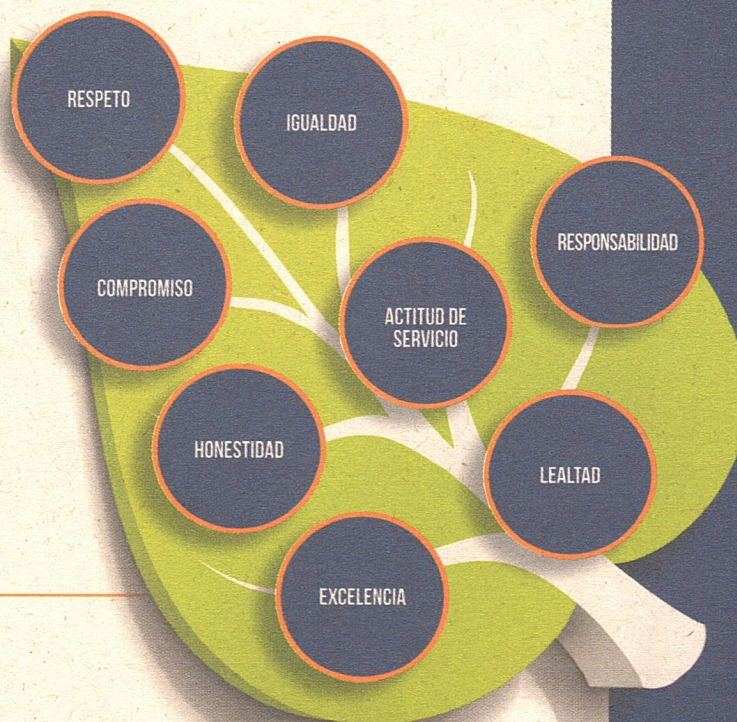 RESPETO
IGUALDAD
RESPONSABILIDAD
COMPROMISO
ACTITUD DE
SERVICIO
HONESTIDAD
LEALTAD
EXCELENCIA